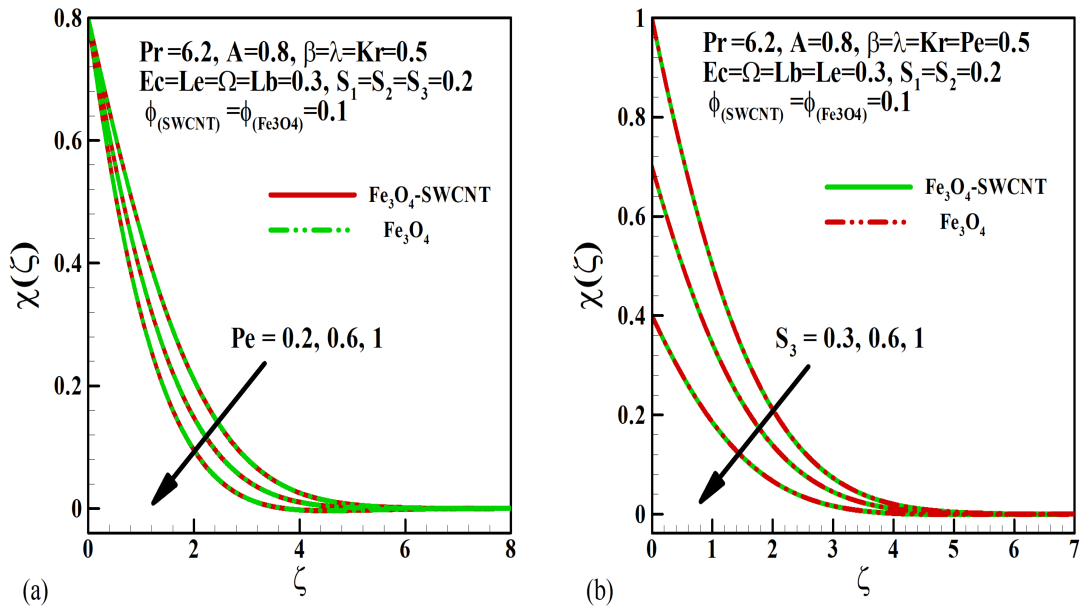 Pr =6.2, A=0.8, β=λ=Kr=0.5
Ec=Le=Ω=Lb=0.3, S₁=S₂=S₃=0.2
ϕ(SWCNT) =ϕ(Fe3O4)=0.1
Fe₃O₄-SWCNT
Fe₃O₄
Pe = 0.2, 0.6, 1
χ(ζ)
0.8
0.6
0.4
0.2
0
0 2 4 6 8
ζ
(a)
Pr =6.2, A=0.8, β=λ=Kr=Pe=0.5
Ec=Ω=Lb=Le=0.3, S₁=S₂=0.2
ϕ(SWCNT) =ϕ(Fe3O4)=0.1
Fe₃O₄-SWCNT
Fe₃O₄
S₃ = 0.3, 0.6, 1
χ(ζ)
1
0.8
0.6
0.4
0.2
0
0 1 2 3 4 5 6 7
ζ
(b)